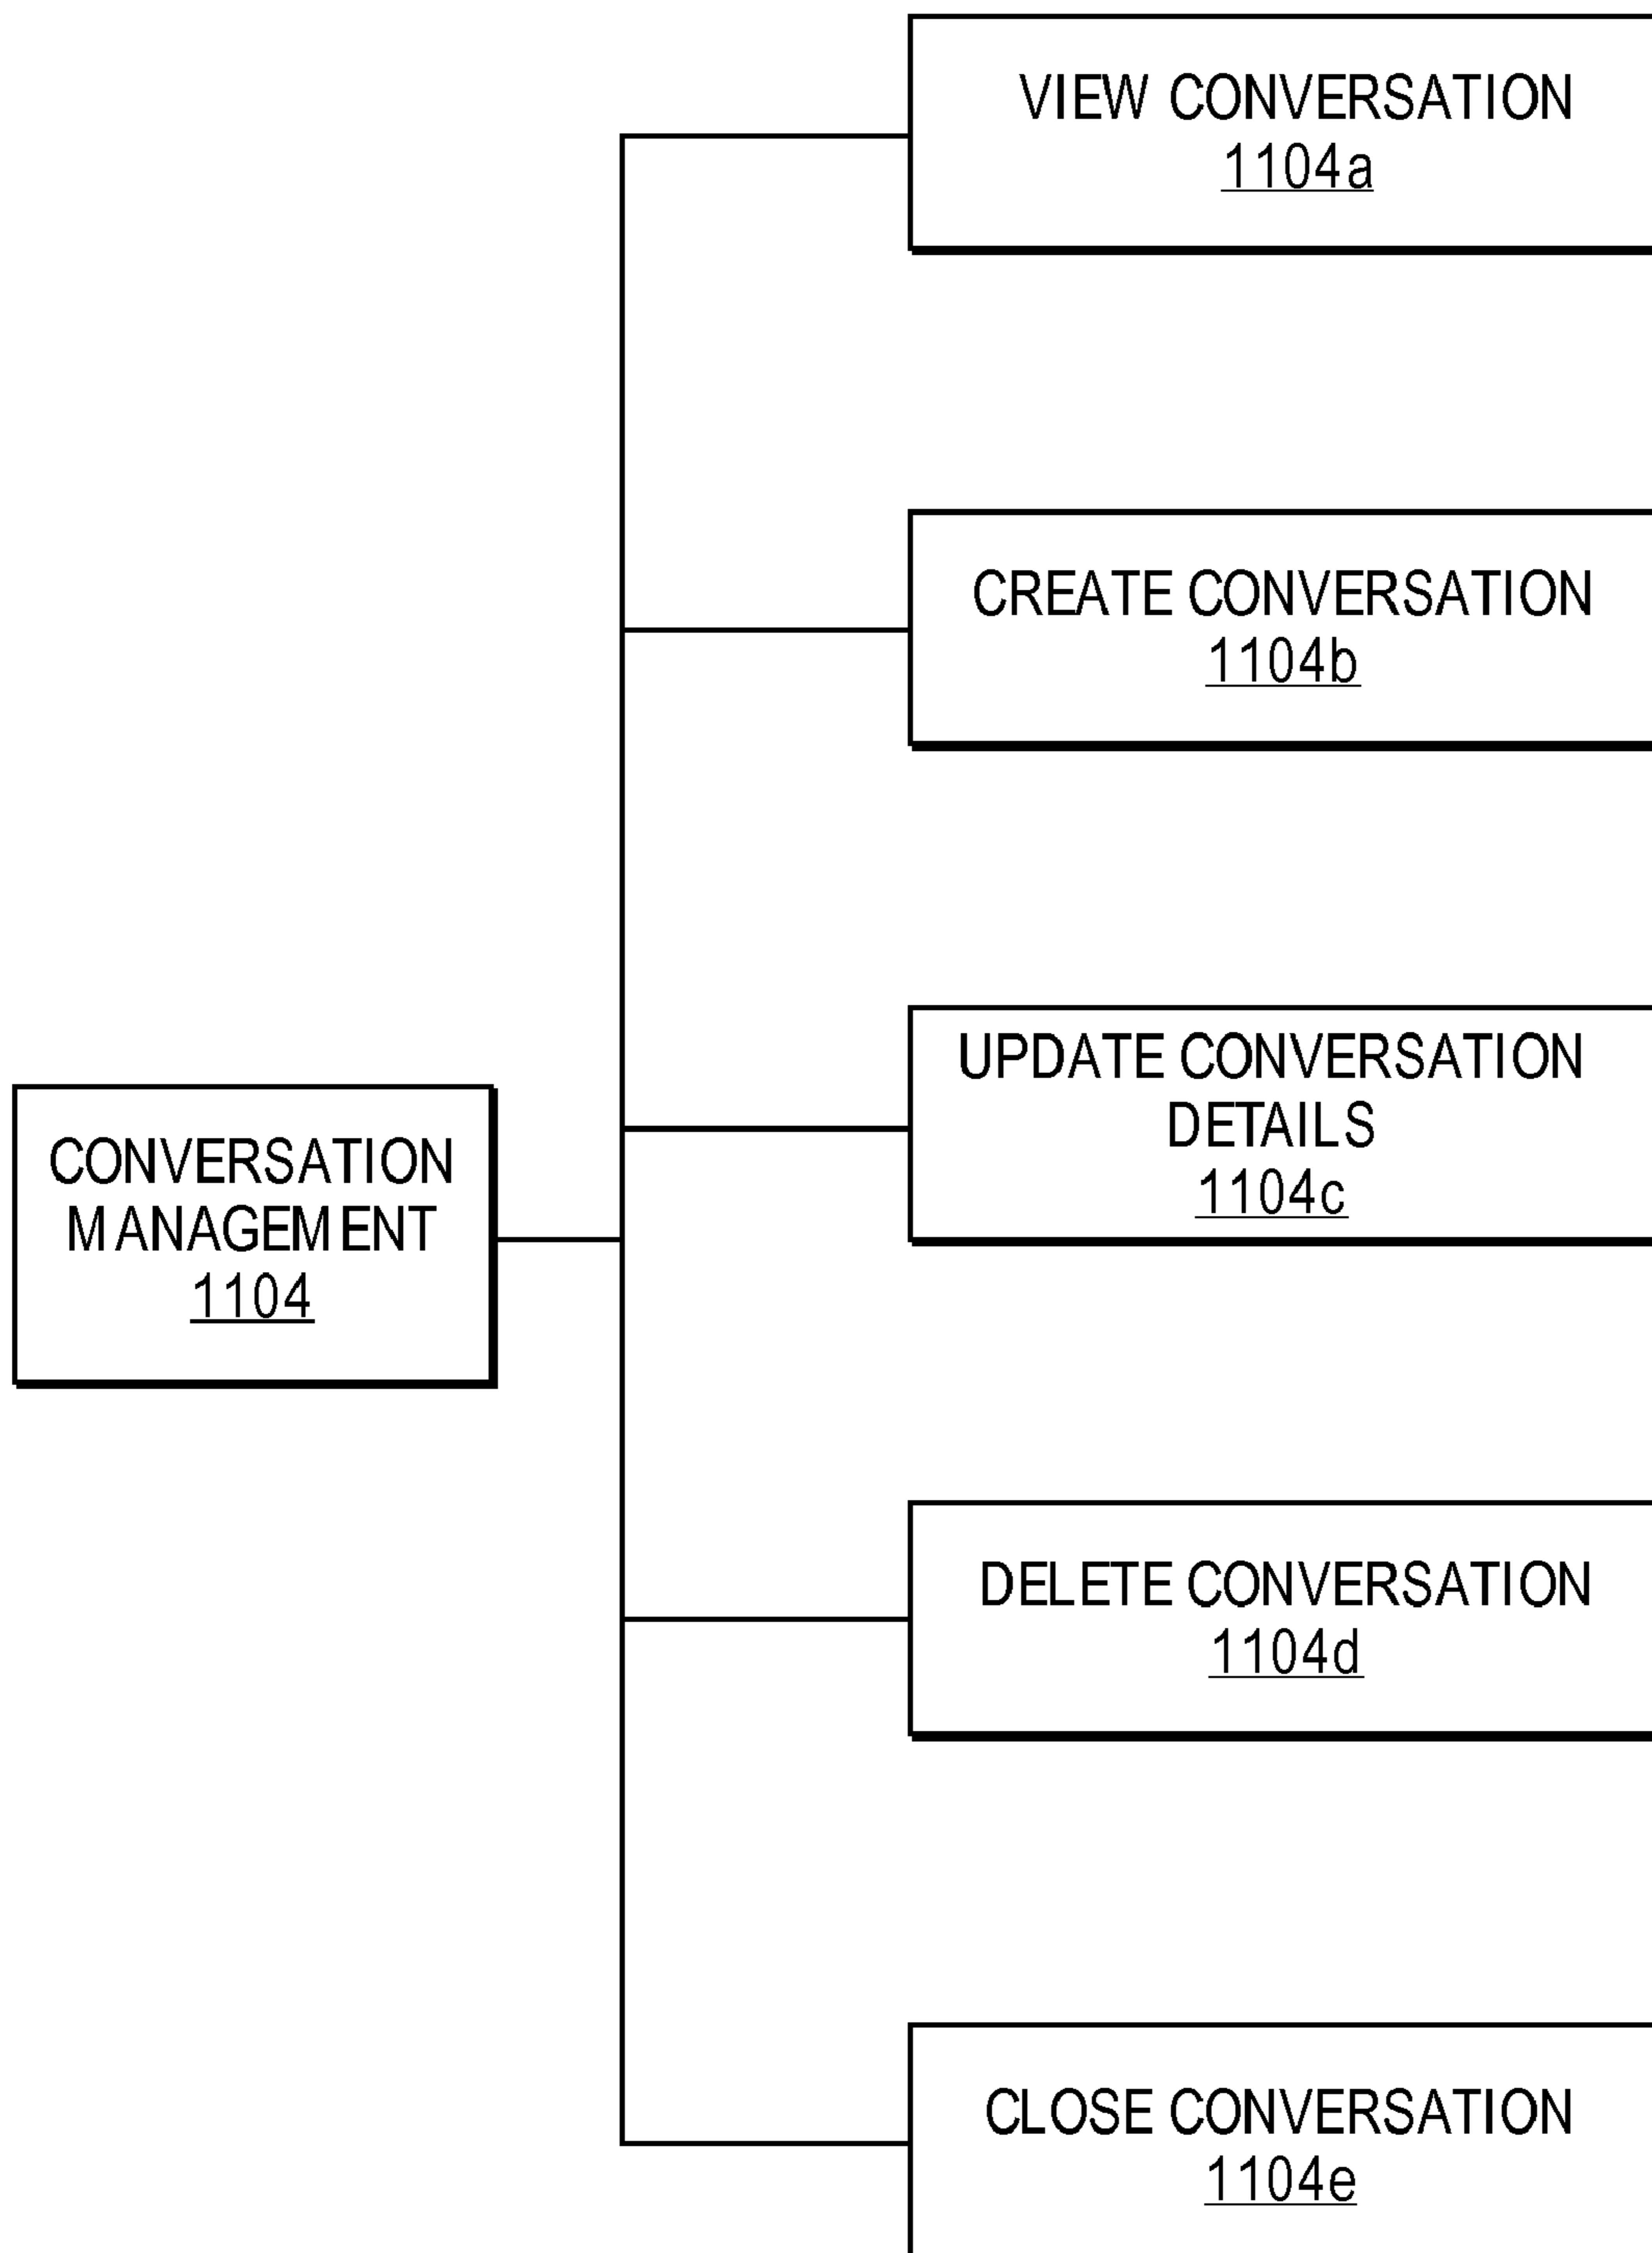 VIEW CONVERSATION
1104a
CREATE CONVERSATION
1104b
UPDATE CONVERSATION
DETAILS
1104c
CONVERSATION
MANAGEMENT
1104
DELETE CONVERSATION
1104d
CLOSE CONVERSATION
1104e